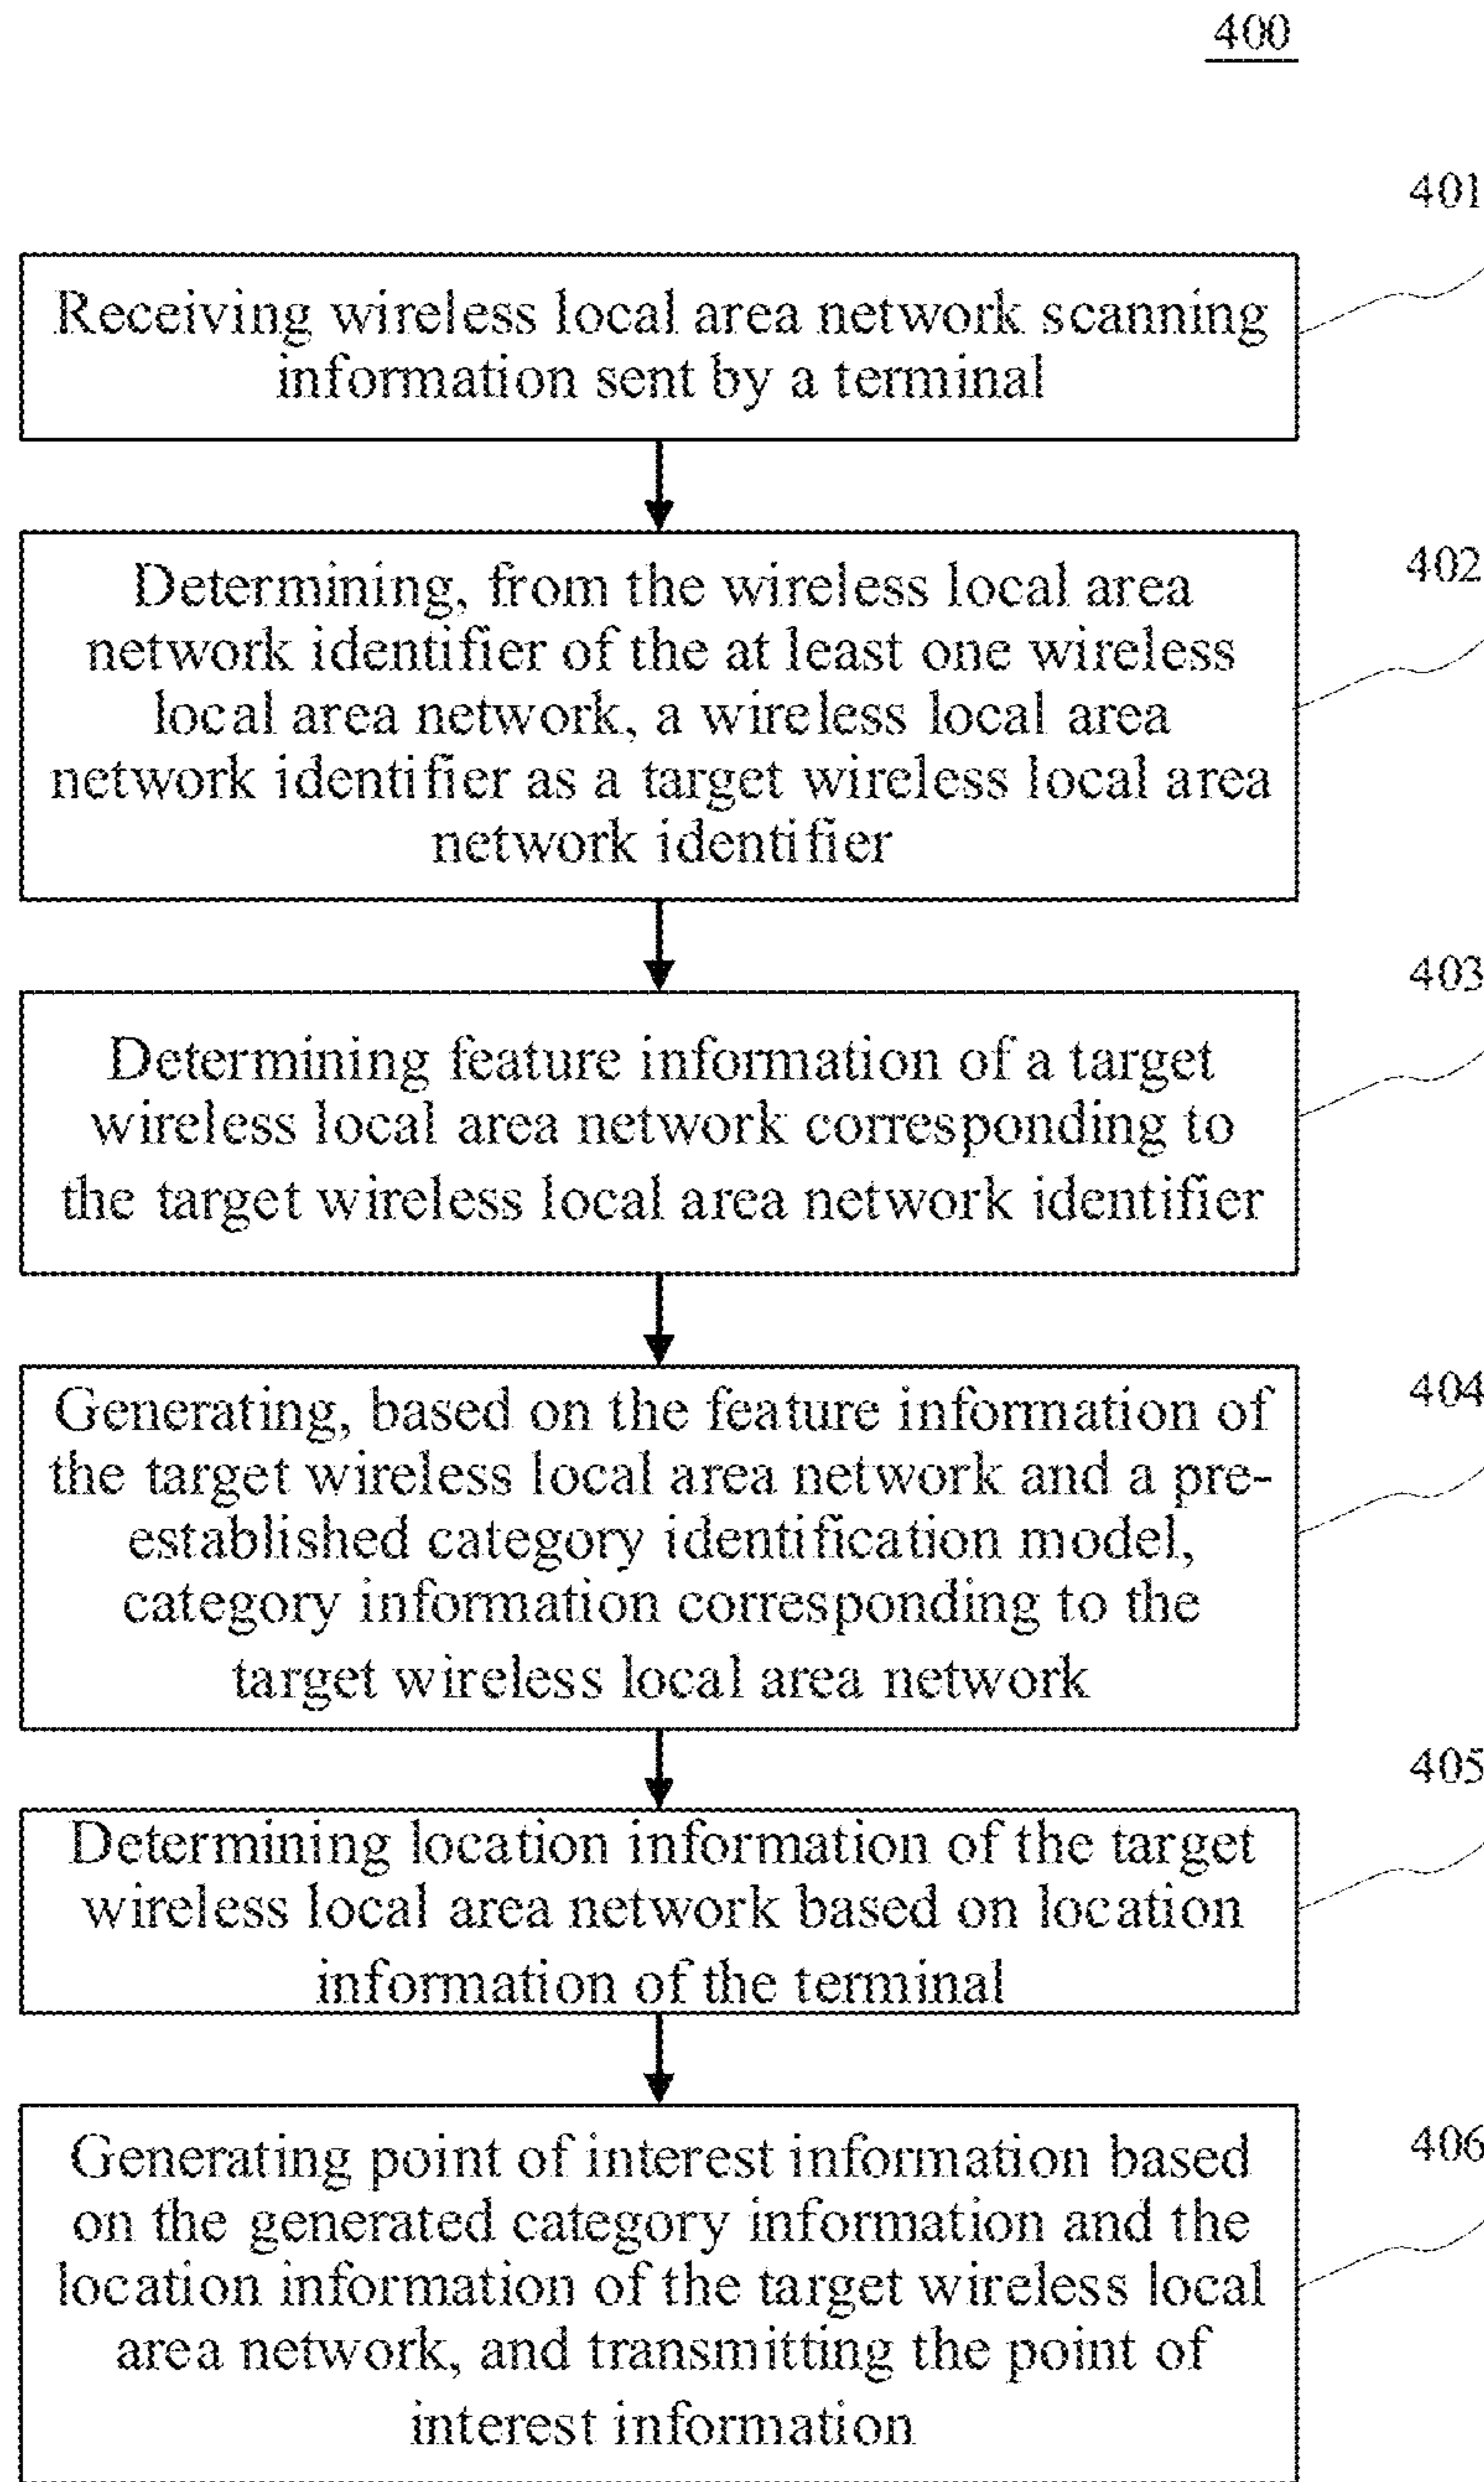 400
401
Receiving wireless local area network scanning
information sent by a terminal
402
Determining, from the wireless local area
network identifier of the at least one wireless
local area network, a wireless local area
network identifier as a target wireless local area
network identifier
403
Determining feature information of a target
wireless local area network corresponding to
the target wireless local area network identifier
404
Generating, based on the feature information of
the target wireless local area network and a pre-
established category identification model,
category information corresponding to the
target wireless local area network
405
Determining location information of the target
wireless local area network based on location
information of the terminal
406
Generating point of interest information based
on the generated category information and the
location information of the target wireless local
area network, and transmitting the point of
interest information